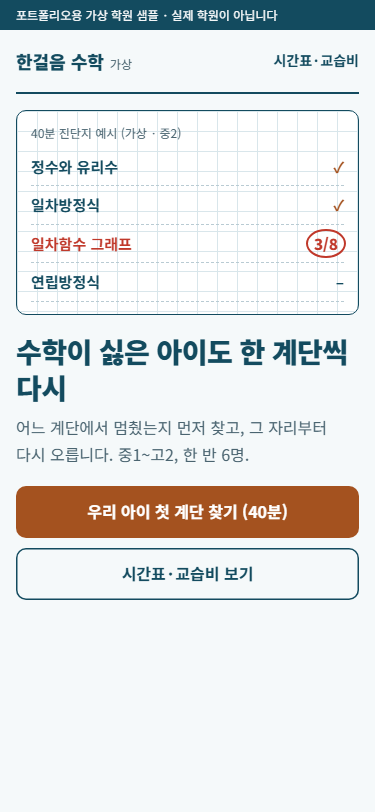 포트폴리오용 가상 학원 샘플 · 실제 학원이 아닙니다
한걸음 수학 가상
시간표·교습비
40분 진단지 예시 (가상 · 중2)
정수와 유리수 ✓
일차방정식 ✓
일차함수 그래프 3/8
연립방정식 –
수학이 싫은 아이도 한 계단씩
다시
어느 계단에서 멈췄는지 먼저 찾고, 그 자리부터
다시 오릅니다. 중1~고2, 한 반 6명.
우리 아이 첫 계단 찾기 (40분)
시간표·교습비 보기